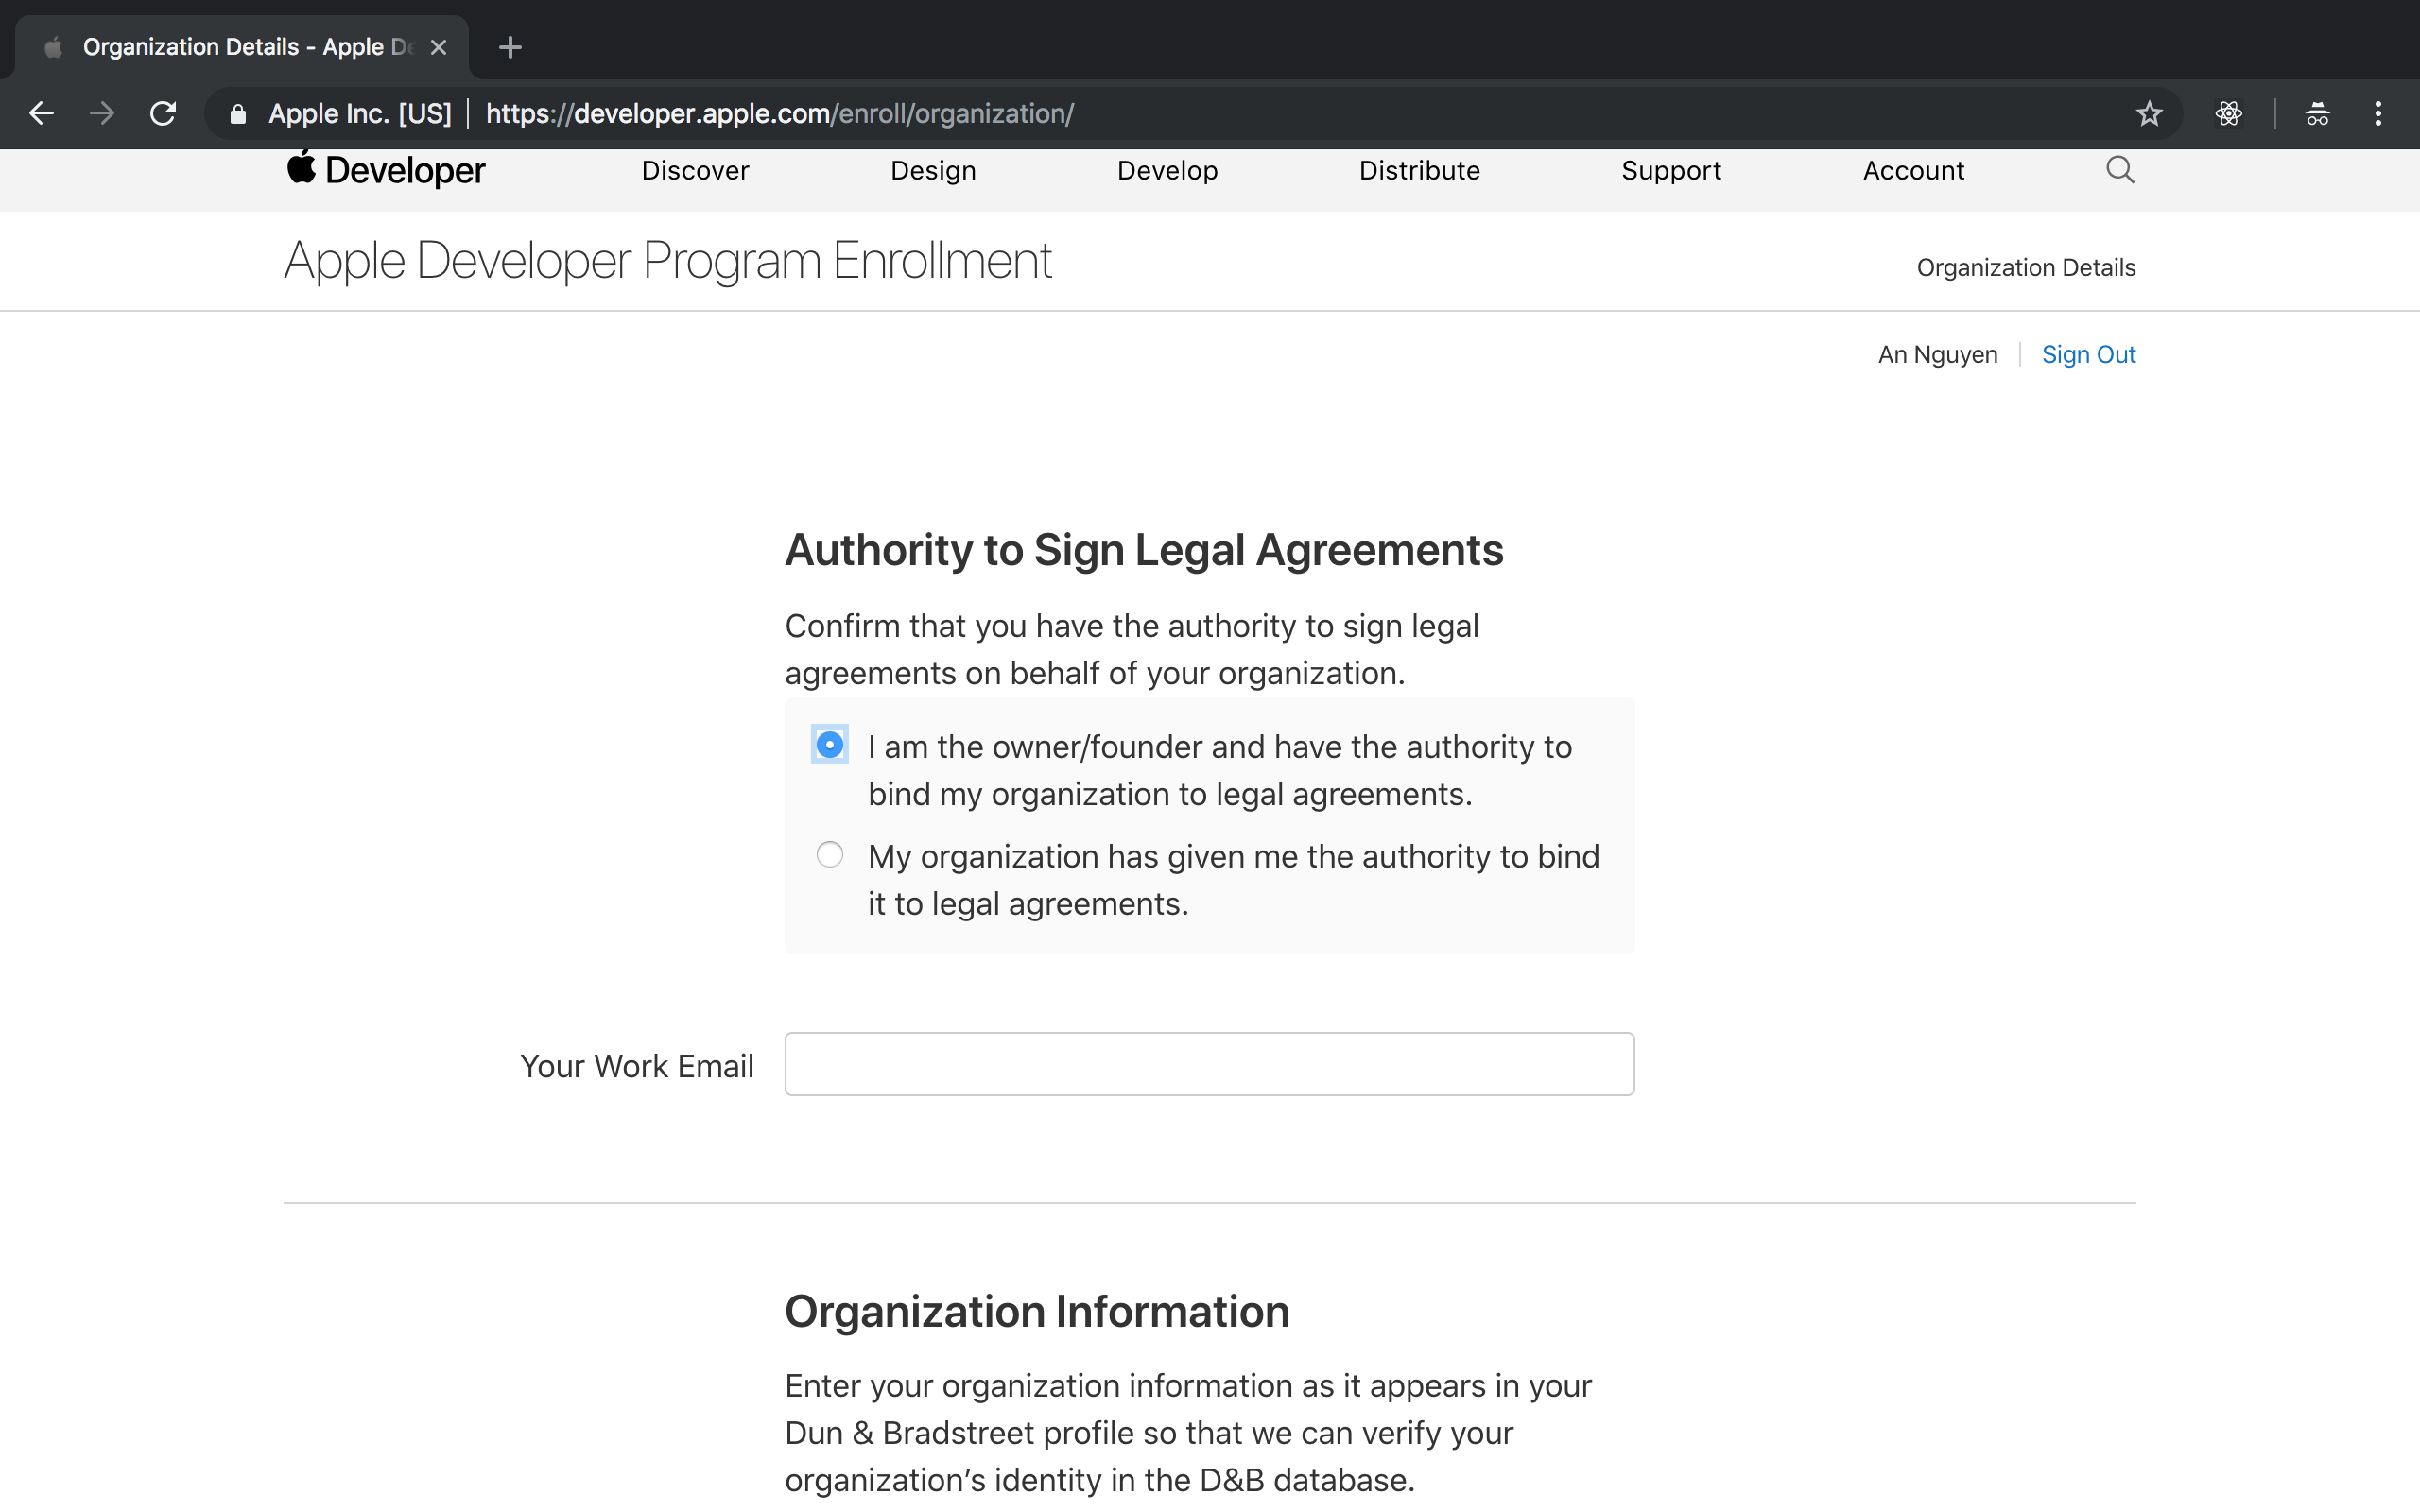 Organization Details - Apple De
Apple Inc. [US] | https://developer.apple.com/enroll/organization/
Developer Discover Design Develop Distribute Support Account
Apple Developer Program Enrollment
Organization Details
An Nguyen Sign Out
Authority to Sign Legal Agreements
Confirm that you have the authority to sign legal
agreements on behalf of your organization.
I am the owner/founder and have the authority to
bind my organization to legal agreements.
My organization has given me the authority to bind
it to legal agreements.
Your Work Email
Organization Information
Enter your organization information as it appears in your
Dun & Bradstreet profile so that we can verify your
organization’s identity in the D&B database.